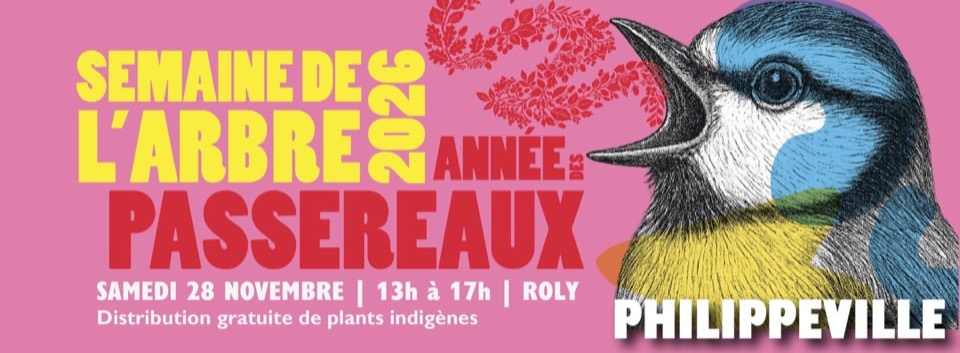 SEMAINE DE
L'ARBRE 2026
ANNÉE DES
PASSEREAUX
SAMEDI 28 NOVEMBRE | 13h à 17h | ROLY
Distribution gratuite de plants indigènes
PHILIPPEVILLE